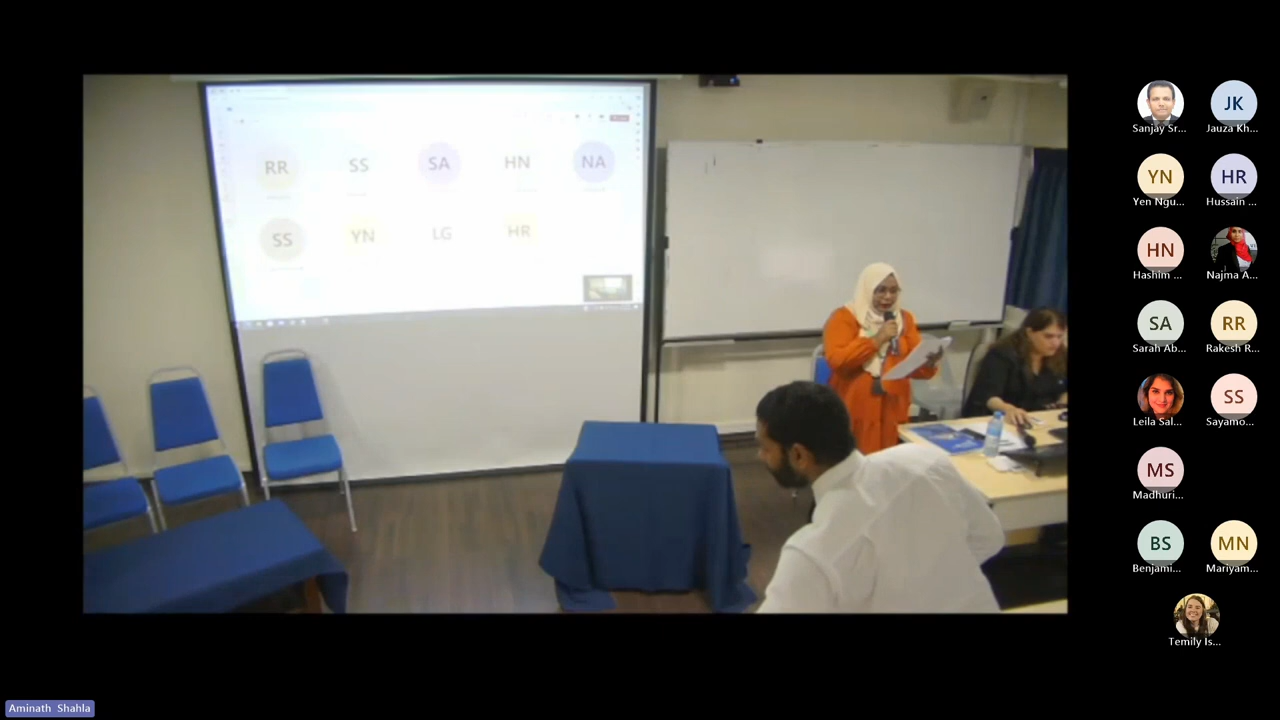 RR SS SA HN NA
SS YN LG HR
JK
Sanjay Sr... Jauza Kh...
YN HR
Yen Ngu... Hussain ...
HN
Hashim ... Najma A...
SA RR
Sarah Ab... Rakesh R...
SS
Leila Sal... Sayamo...
MS
Madhuri...
BS MN
Benjami... Mariyam...
Temily Is...
Aminath Shahla